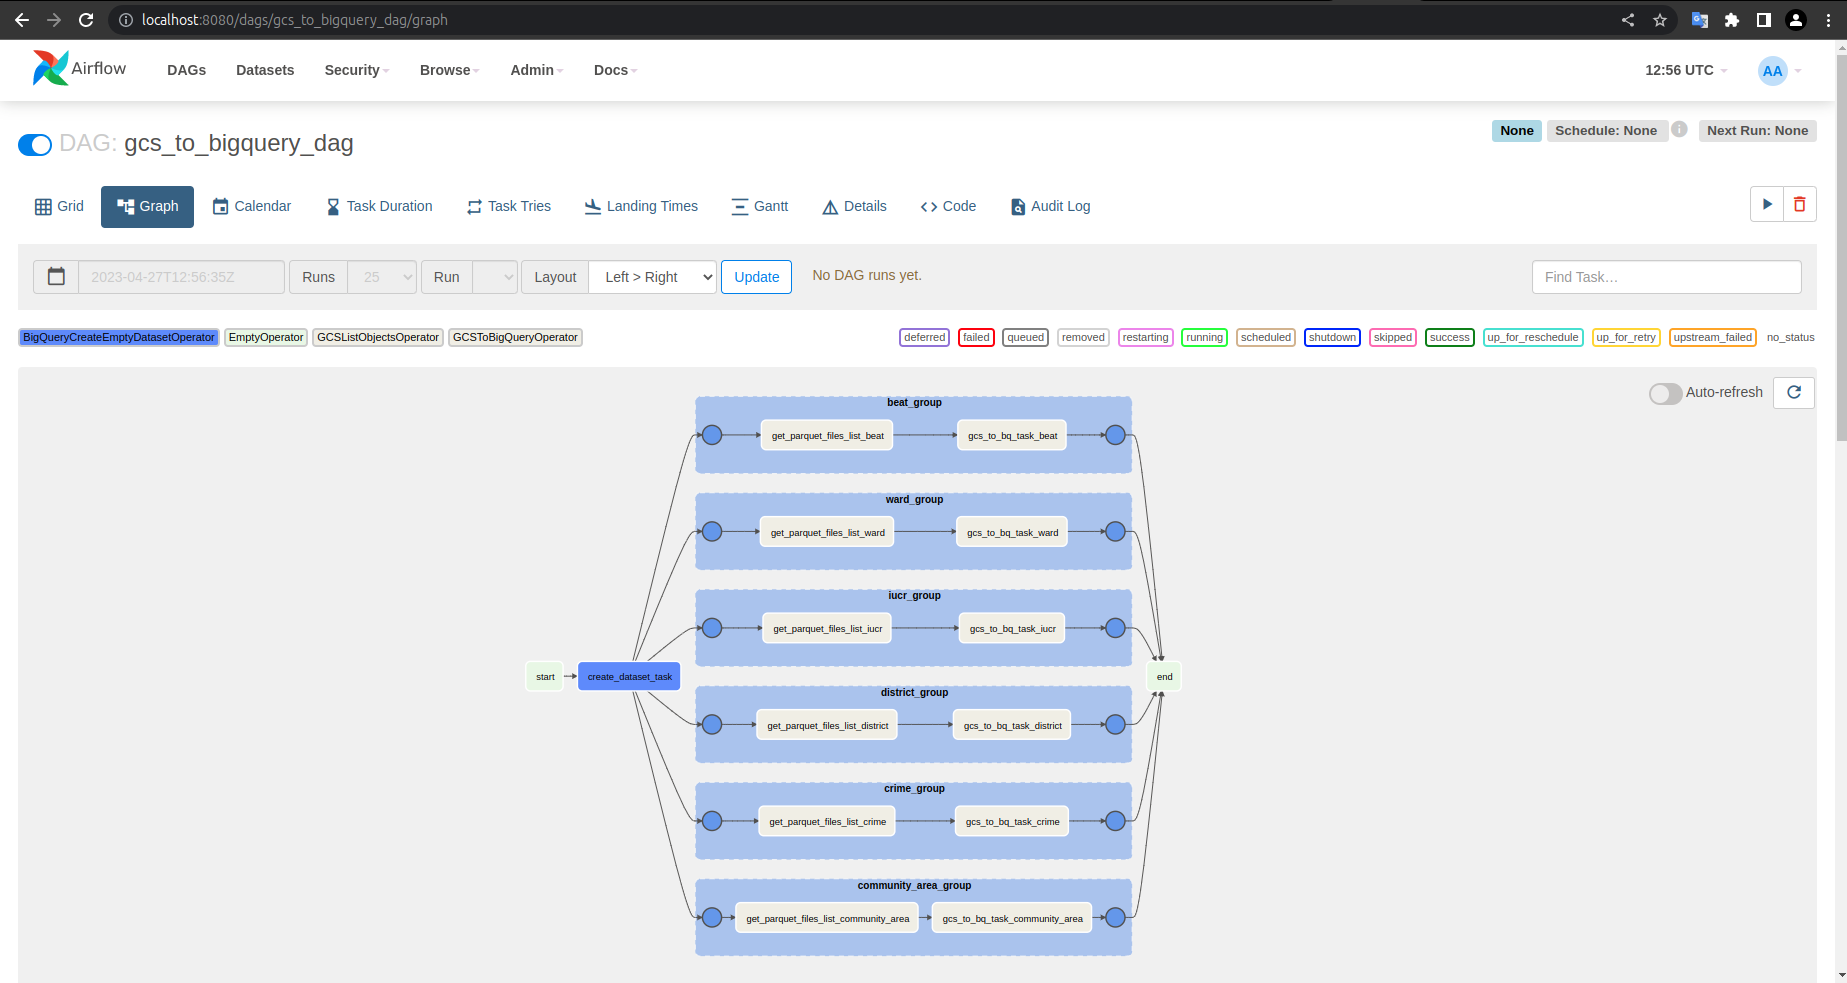 localhost:8080/dags/gcs_to_bigquery_dag/graph
Airflow DAGs Datasets Security Browse Admin Docs 12:56 UTC AA
DAG: gcs_to_bigquery_dag
None Schedule: None i Next Run: None
Grid Graph Calendar Task Duration Task Tries Landing Times Gantt Details Code Audit Log
2023-04-27T12:56:35Z Runs 25 Run Layout Left > Right Update No DAG runs yet. Find Task…
BigQueryCreateEmptyDatasetOperator EmptyOperator GCSListObjectsOperator GCSToBigQueryOperator deferred failed queued removed restarting running scheduled shutdown skipped success up_for_reschedule up_for_retry upstream_failed no_status
Auto-refresh
beat_group
get_parquet_files_list_beat gcs_to_bq_task_beat
ward_group
get_parquet_files_list_ward gcs_to_bq_task_ward
iucr_group
get_parquet_files_list_iucr gcs_to_bq_task_iucr
start create_dataset_task end
district_group
get_parquet_files_list_district gcs_to_bq_task_district
crime_group
get_parquet_files_list_crime gcs_to_bq_task_crime
community_area_group
get_parquet_files_list_community_area gcs_to_bq_task_community_area